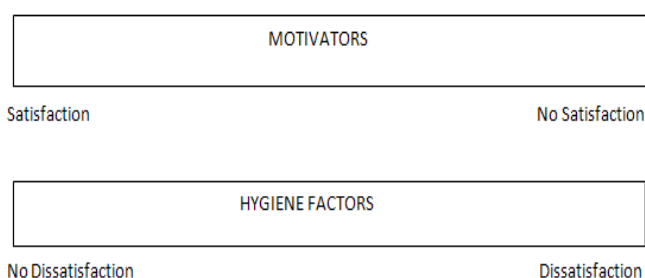 MOTIVATORS
Satisfaction No Satisfaction
HYGIENE FACTORS
No Dissatisfaction Dissatisfaction